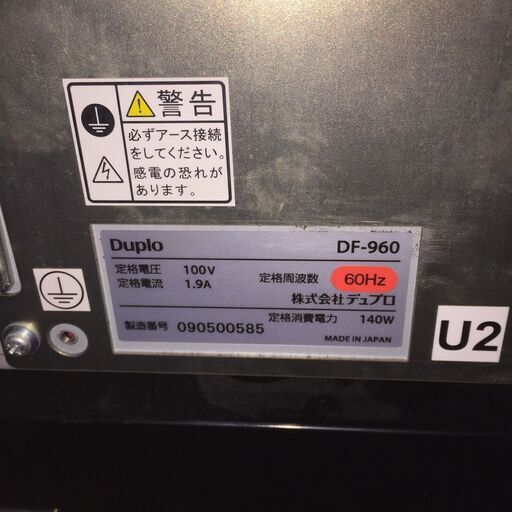 警告
必ずアース接続
をしてください。
感電の恐れが
あります。
Duplo DF-960
定格電圧 100V 定格周波数 60Hz
定格電流 1.9A
株式会社デュプロ
定格消費電力 140W
製造番号 090500585
MADE IN JAPAN
U2